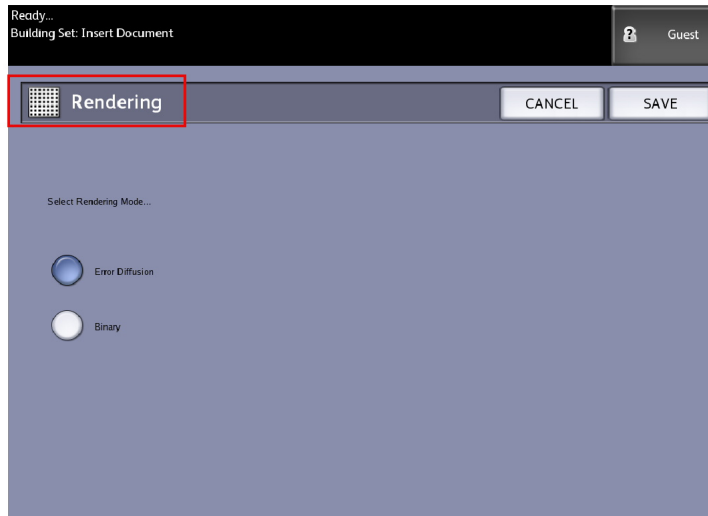 Ready...
Building Set: Insert Document
Guest
Rendering
CANCEL
SAVE
Select Rendering Mode...
Error Diffusion
Binary